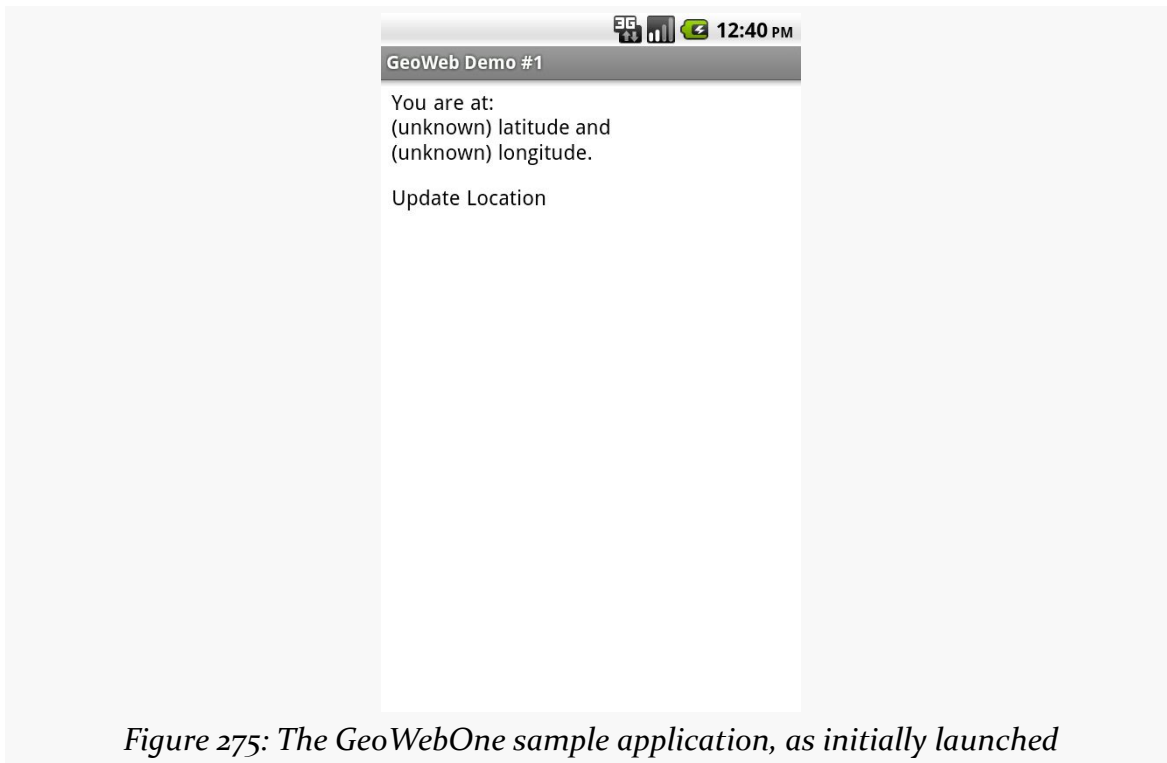 3G 12:40 PM
GeoWeb Demo #1
You are at:
(unknown) latitude and
(unknown) longitude.
Update Location
Figure 275: The GeoWebOne sample application, as initially launched